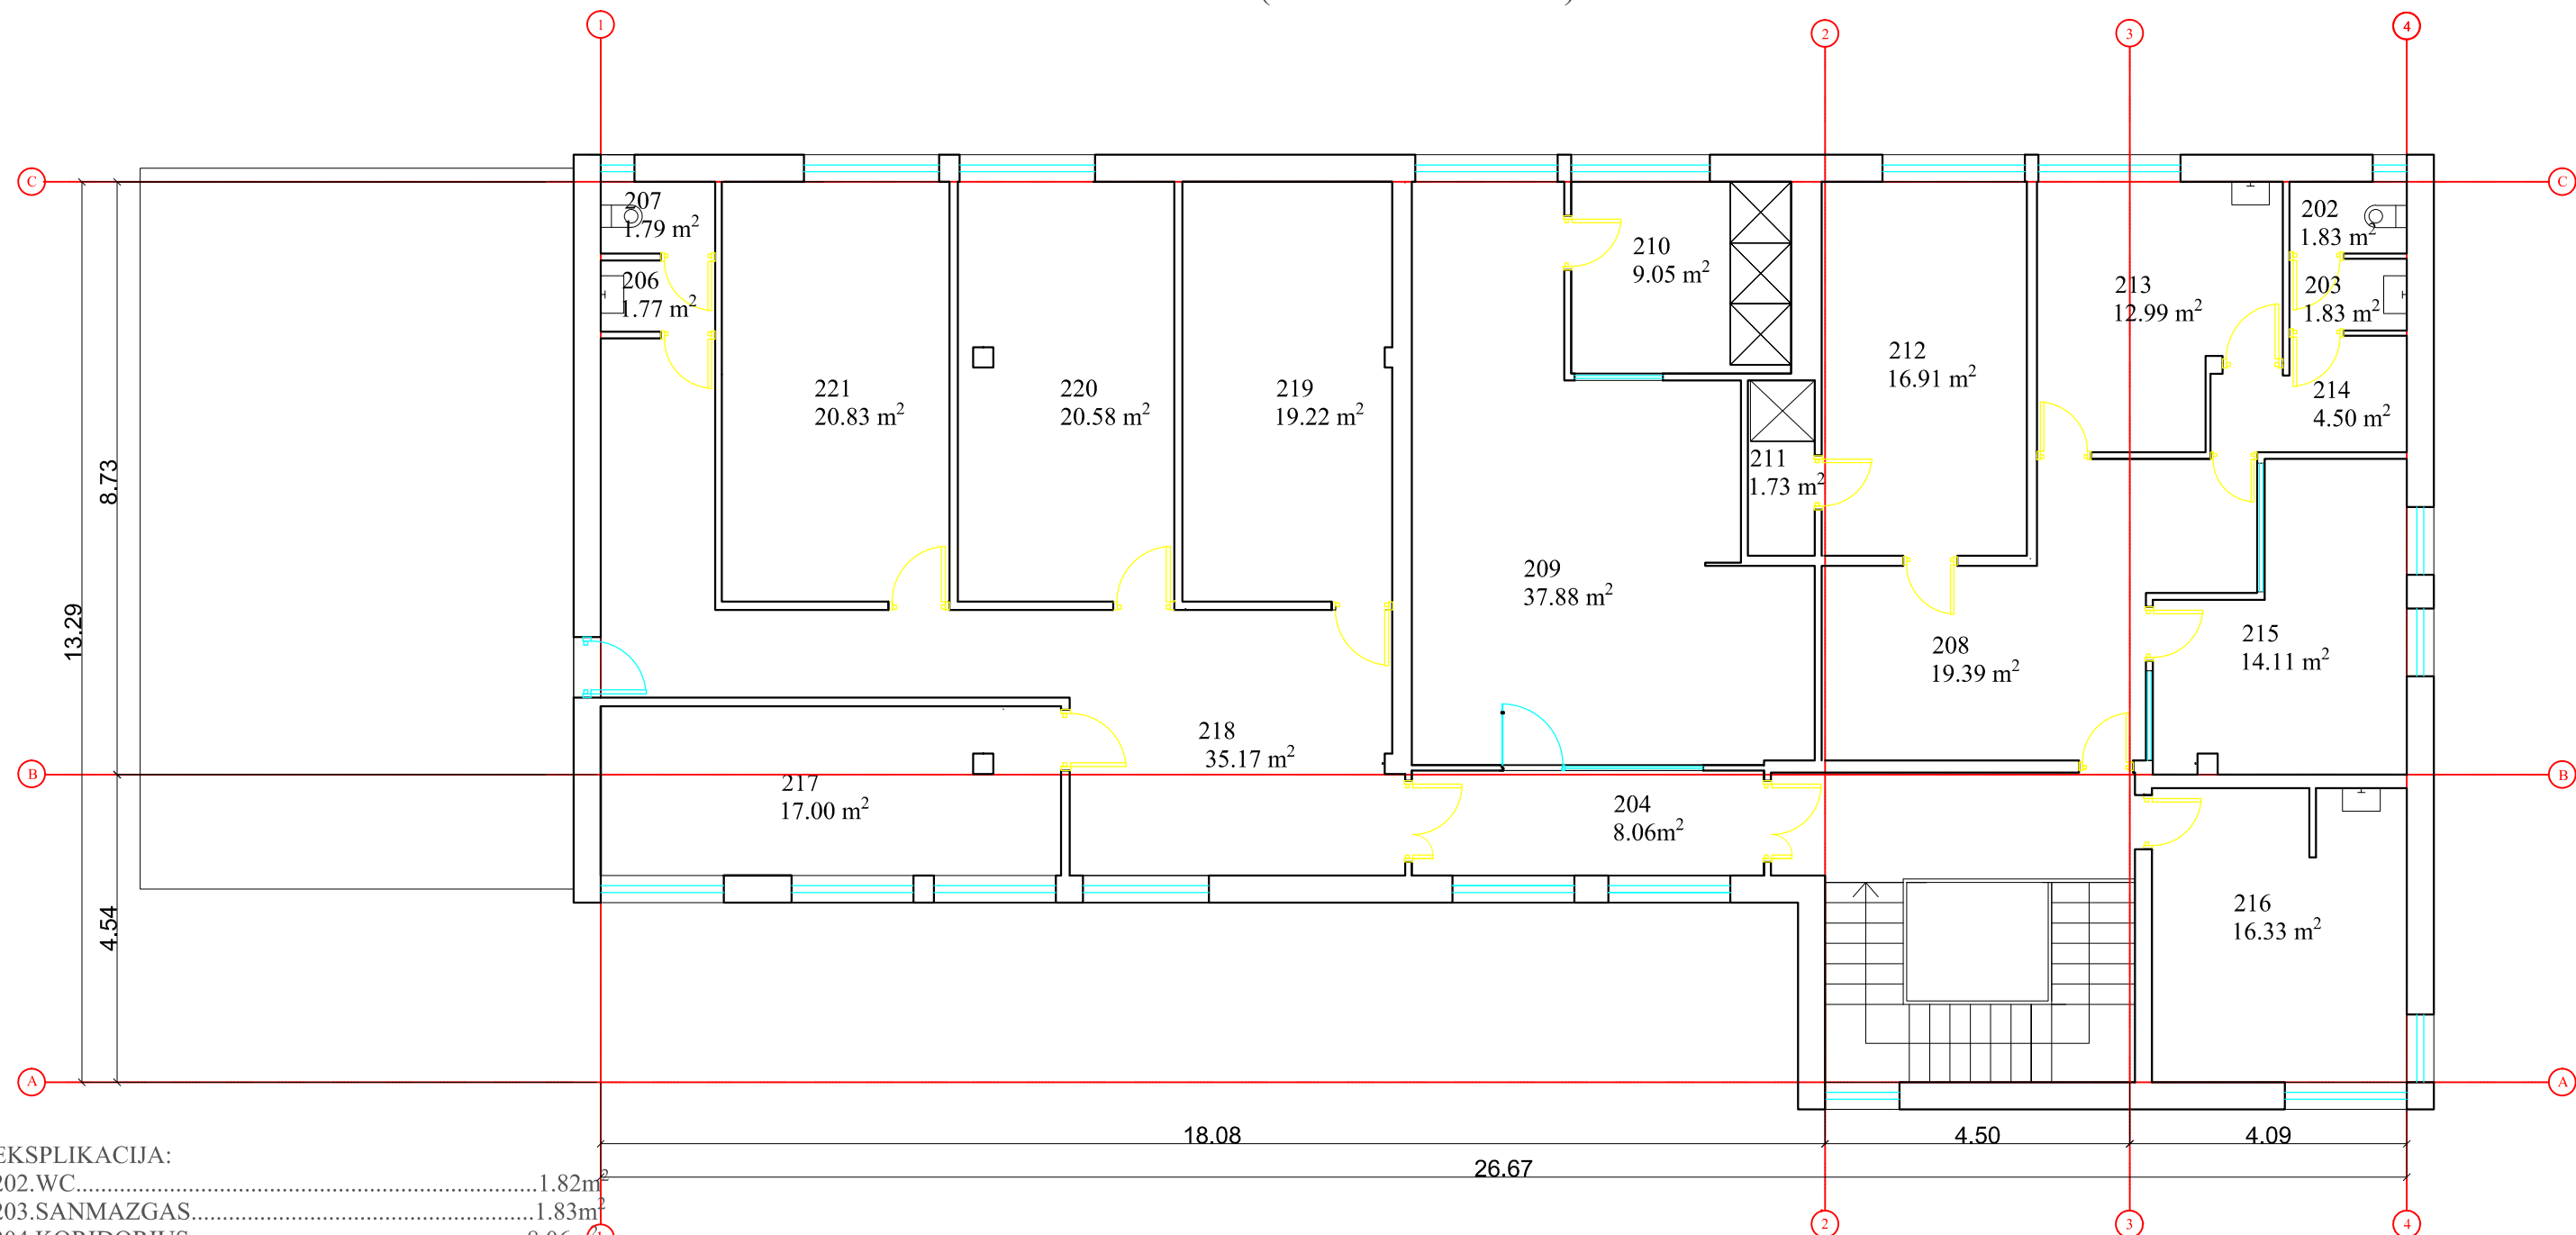 1
2
3
4
C
C
207
1.79 m²
202
1.83 m²
210
9.05 m²
206
1.77 m²
213
12.99 m²
203
1.83 m²
212
16.91 m²
221
20.83 m²
220
20.58 m²
219
19.22 m²
214
4.50 m²
211
1.73 m²
8.73
209
37.88 m²
13.29
208
19.39 m²
215
14.11 m²
218
35.17 m²
B
B
217
17.00 m²
204
8.06m²
4.54
216
16.33 m²
A
A
18.08
4.50
4.09
26.67
EKSPLIKACIJA:
202.WC.....................................................................1.82m²
203.SANMAZGAS..................................................1.83m²
2
3
4